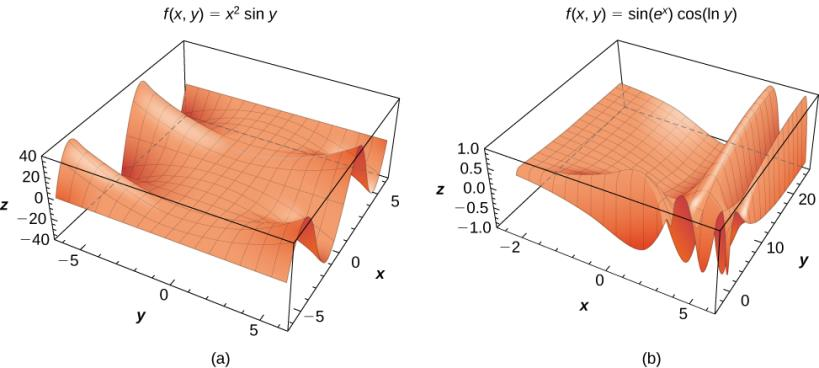 f(x, y) = x² sin y
40
20
0
−20
−40
z
−5
0
5
y
−5
0
5
x
(a)
f(x, y) = sin(eˣ) cos(ln y)
1.0
0.5
0.0
−0.5
−1.0
z
−2
0
5
x
0
10
20
y
(b)